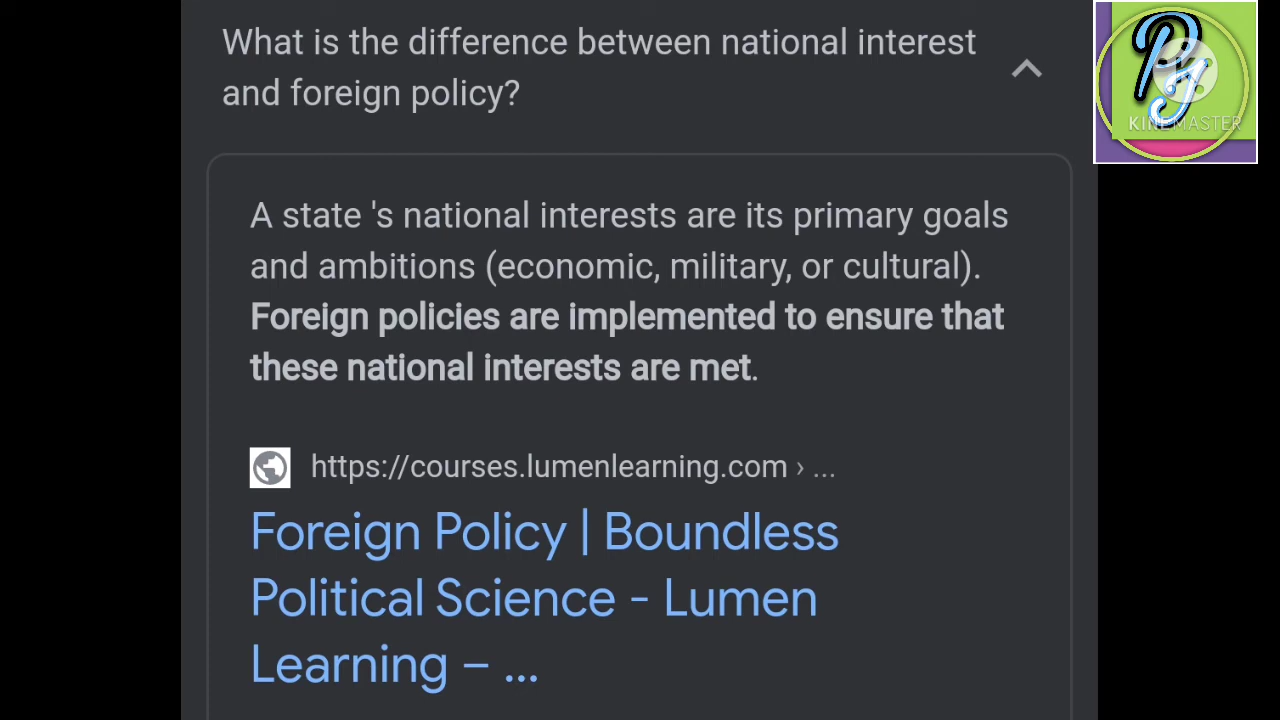 What is the difference between national interest
and foreign policy?
A state 's national interests are its primary goals
and ambitions (economic, military, or cultural).
Foreign policies are implemented to ensure that
these national interests are met.
https://courses.lumenlearning.com › ...
Foreign Policy | Boundless
Political Science - Lumen
Learning – ...
KINEMASTER